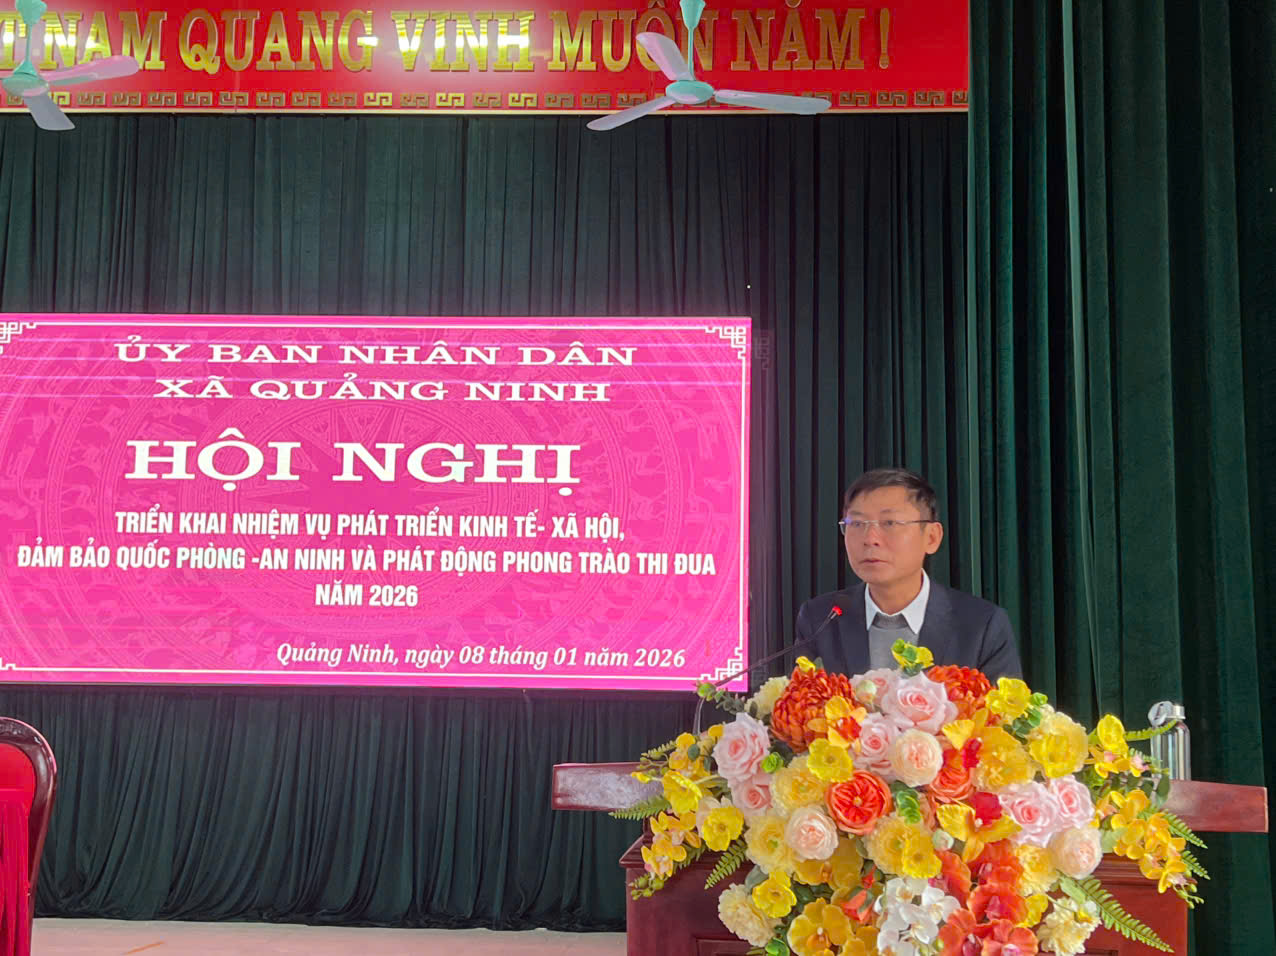 NAM QUANG VINH MUÔN NĂM !
ỦY BAN NHÂN DÂN
XÃ QUẢNG NINH
HỘI NGHỊ
TRIỂN KHAI NHIỆM VỤ PHÁT TRIỂN KINH TẾ- XÃ HỘI,
ĐẢM BẢO QUỐC PHÒNG -AN NINH VÀ PHÁT ĐỘNG PHONG TRÀO THI ĐUA
NĂM 2026
Quảng Ninh, ngày 08 tháng 01 năm 2026